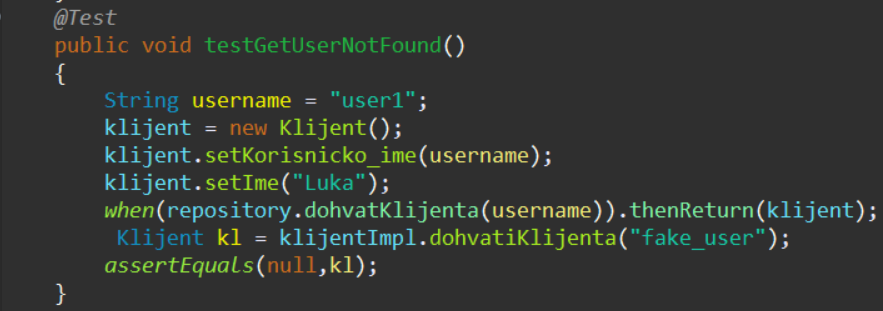 @Test
public void testGetUserNotFound()
{
String username = "user1";
klijent = new Klijent();
klijent.setKorisnicko_ime(username);
klijent.setIme("Luka");
when(repository.dohvatKlijenta(username)).thenReturn(klijent);
Klijent kl = klijentImpl.dohvatiKlijenta("fake_user");
assertEquals(null,kl);
}